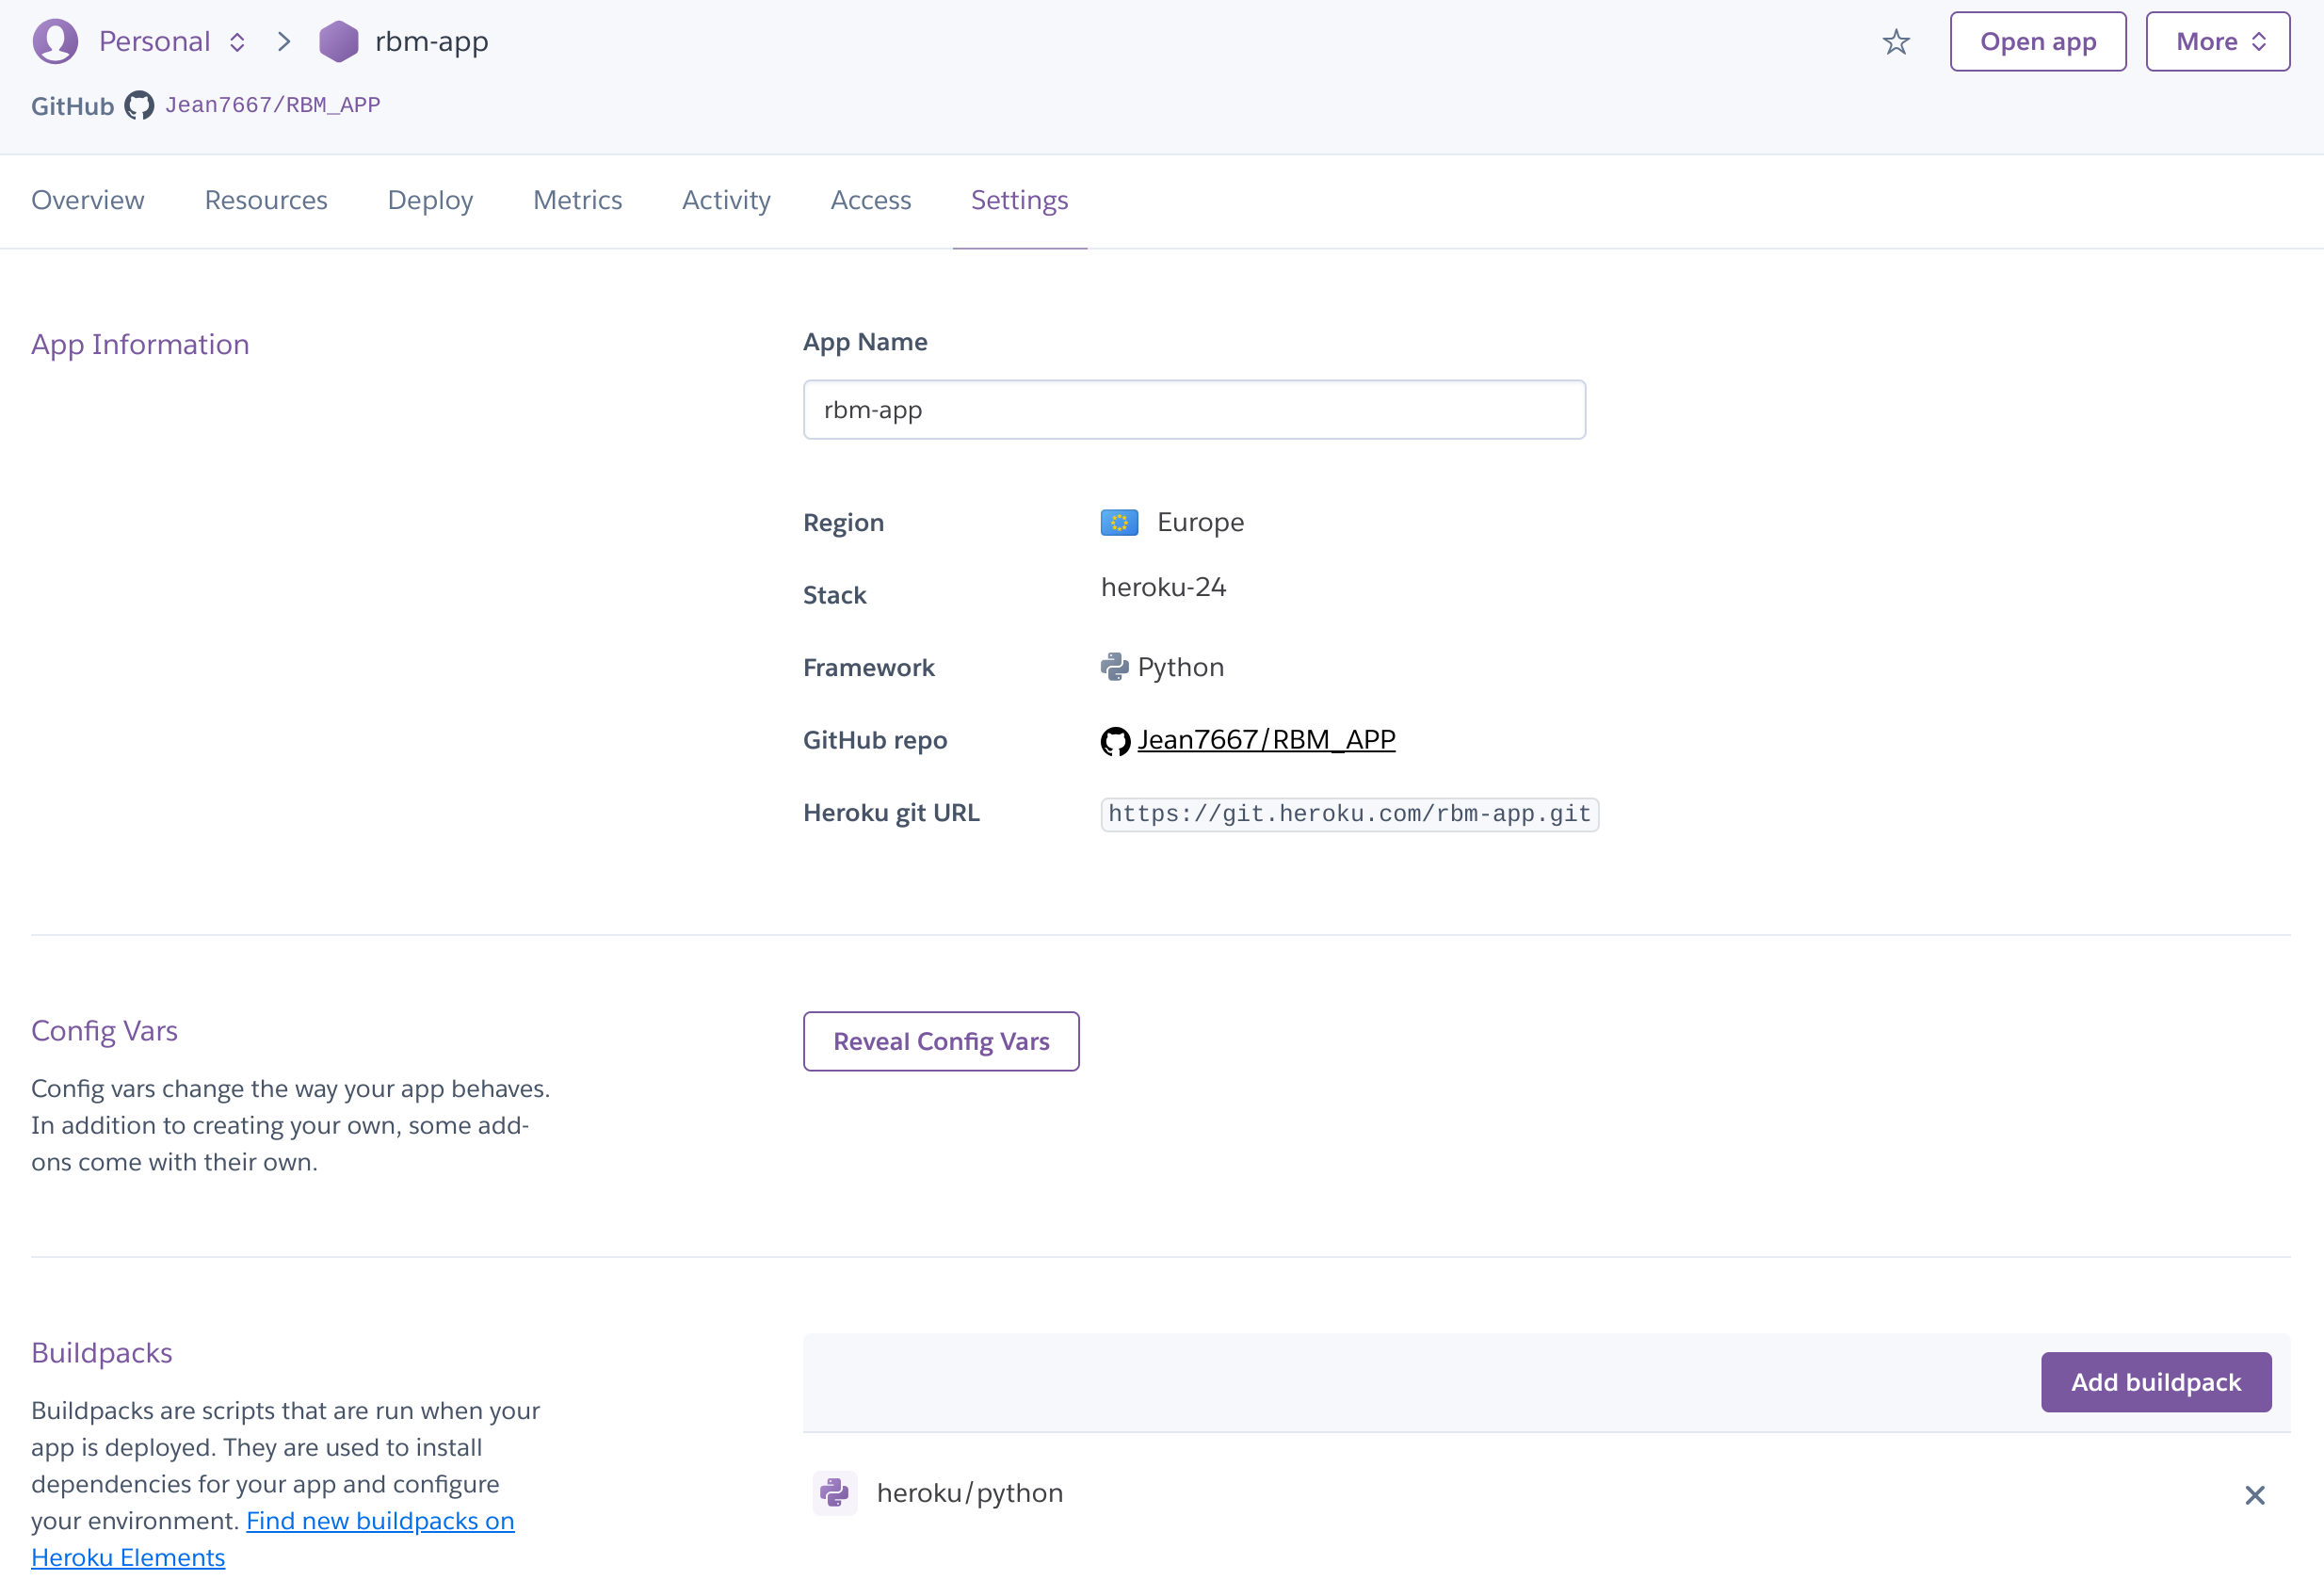 Personal rbm-app Open app More
GitHub Jean7667/RBM_APP
Overview Resources Deploy Metrics Activity Access Settings
App Information
App Name
rbm-app
Region Europe
Stack heroku-24
Framework Python
GitHub repo Jean7667/RBM_APP
Heroku git URL https://git.heroku.com/rbm-app.git
Config Vars
Config vars change the way your app behaves.
In addition to creating your own, some add-
ons come with their own.
Reveal Config Vars
Buildpacks
Buildpacks are scripts that are run when your
app is deployed. They are used to install
dependencies for your app and configure
your environment. Find new buildpacks on
Heroku Elements
Add buildpack
heroku/python